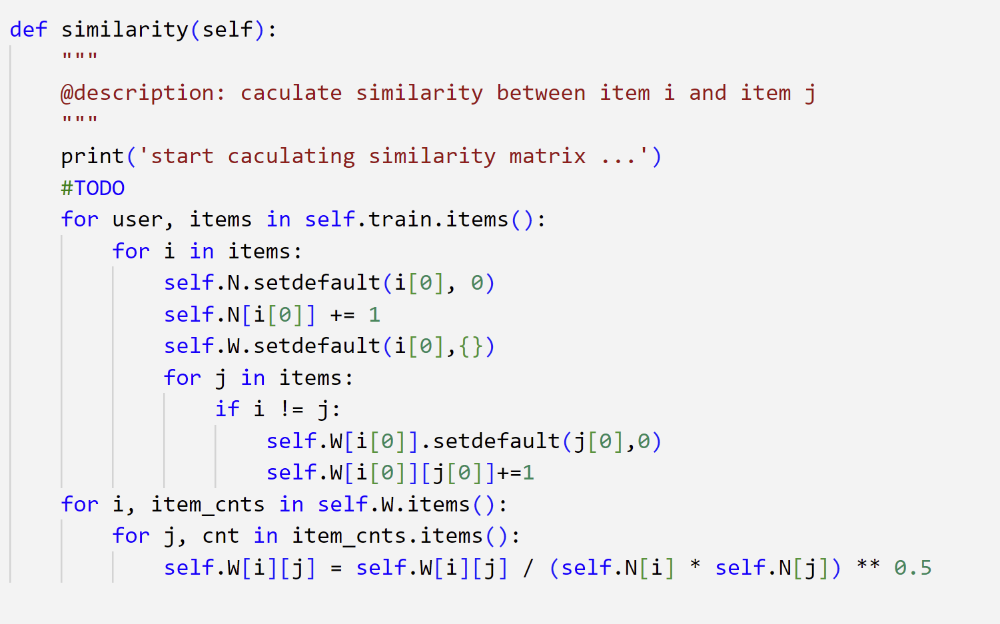 def similarity(self):
    """
    @description: caculate similarity between item i and item j
    """
    print('start caculating similarity matrix ...')
    #TODO
    for user, items in self.train.items():
        for i in items:
            self.N.setdefault(i[0], 0)
            self.N[i[0]] += 1
            self.W.setdefault(i[0],{})
            for j in items:
                if i != j:
                    self.W[i[0]].setdefault(j[0],0)
                    self.W[i[0]][j[0]]+=1
    for i, item_cnts in self.W.items():
        for j, cnt in item_cnts.items():
            self.W[i][j] = self.W[i][j] / (self.N[i] * self.N[j]) ** 0.5